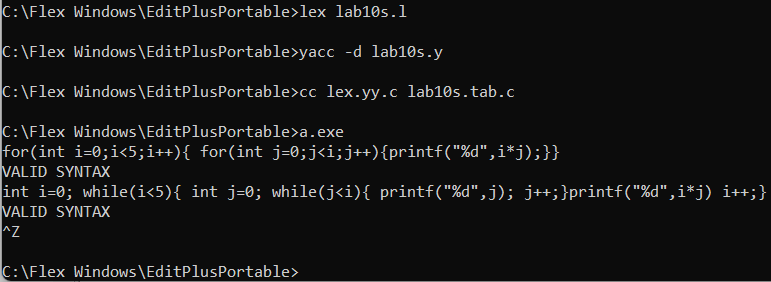 C:\Flex Windows\EditPlusPortable>lex lab10s.l
C:\Flex Windows\EditPlusPortable>yacc -d lab10s.y
C:\Flex Windows\EditPlusPortable>cc lex.yy.c lab10s.tab.c
C:\Flex Windows\EditPlusPortable>a.exe
for(int i=0;i<5;i++){ for(int j=0;j<i;j++){printf("%d",i*j);}}
VALID SYNTAX
int i=0; while(i<5){ int j=0; while(j<i){ printf("%d",j); j++;}printf("%d",i*j) i++;}
VALID SYNTAX
^Z
C:\Flex Windows\EditPlusPortable>